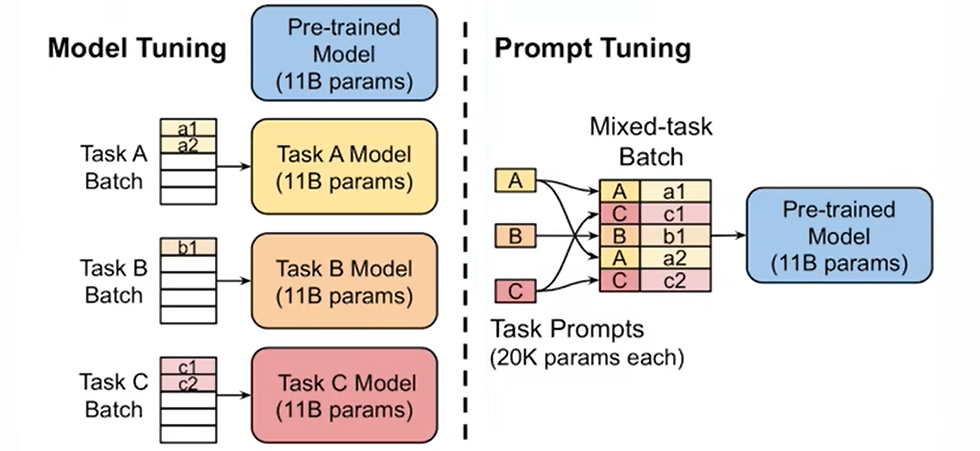 Model Tuning
Pre-trained
Model
(11B params)
Task A
Batch
a1
a2
Task A Model
(11B params)
Task B
Batch
b1
Task B Model
(11B params)
Task C
Batch
c1
c2
Task C Model
(11B params)
Prompt Tuning
Mixed-task
Batch
A
B
C
A a1
C c1
B b1
A a2
C c2
Pre-trained
Model
(11B params)
Task Prompts
(20K params each)